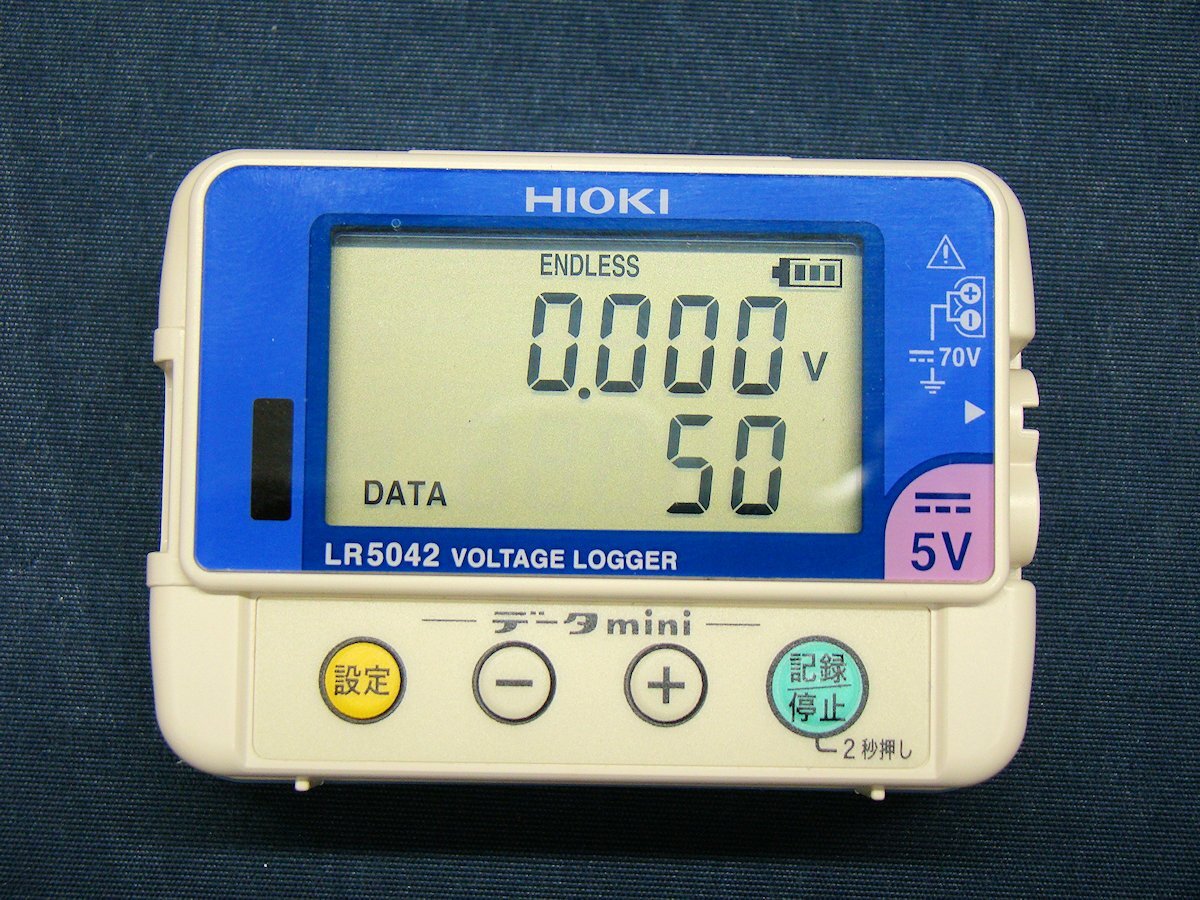 HIOKI
ENDLESS
0.000 V
70V
50
DATA
5V
LR5042 VOLTAGE LOGGER
データmini
設定
−
+
記録
停止
2秒押し